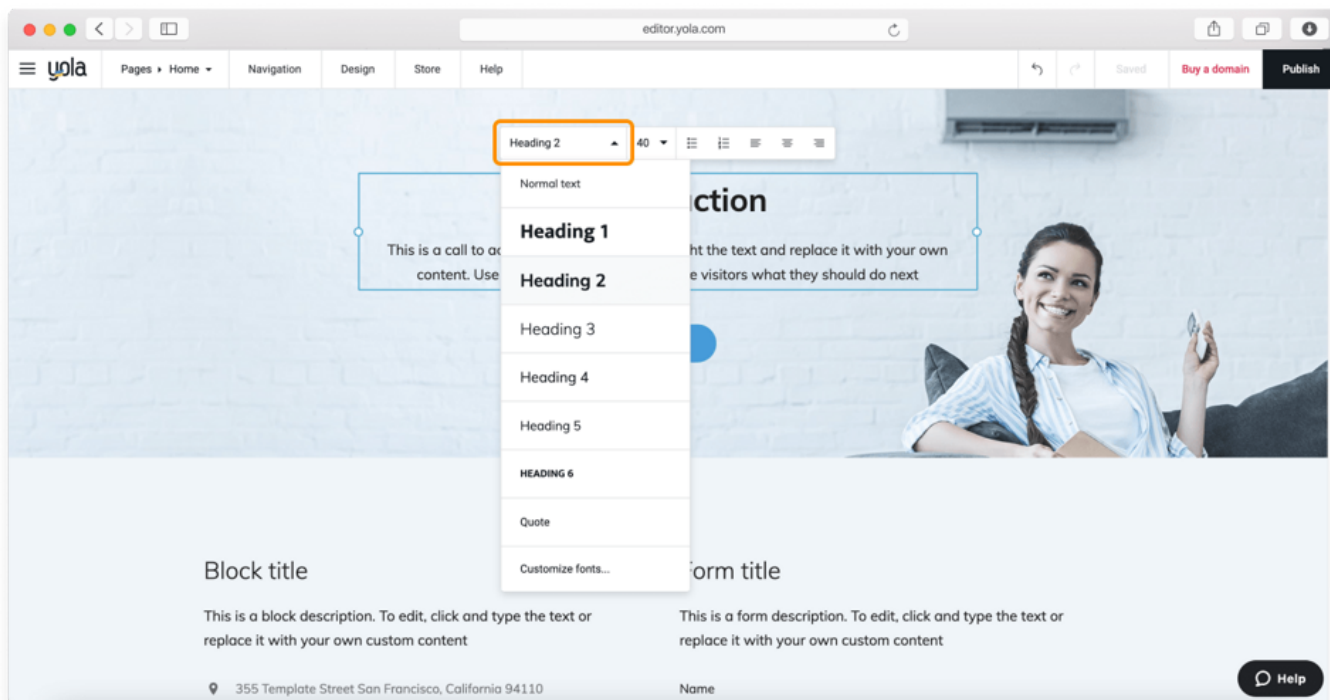 editor.yola.com
yola
Pages › Home
Navigation
Design
Store
Help
Saved
Buy a domain
Publish
Heading 2
40
Normal text
Heading 1
Heading 2
Heading 3
Heading 4
Heading 5
HEADING 6
Quote
Customize fonts...
ction
This is a call to ac ht the text and replace it with your own
content. Use e visitors what they should do next
Block title
This is a block description. To edit, click and type the text or
replace it with your own custom content
355 Template Street San Francisco, California 94110
Form title
This is a form description. To edit, click and type the text or
replace it with your own custom content
Name
Help